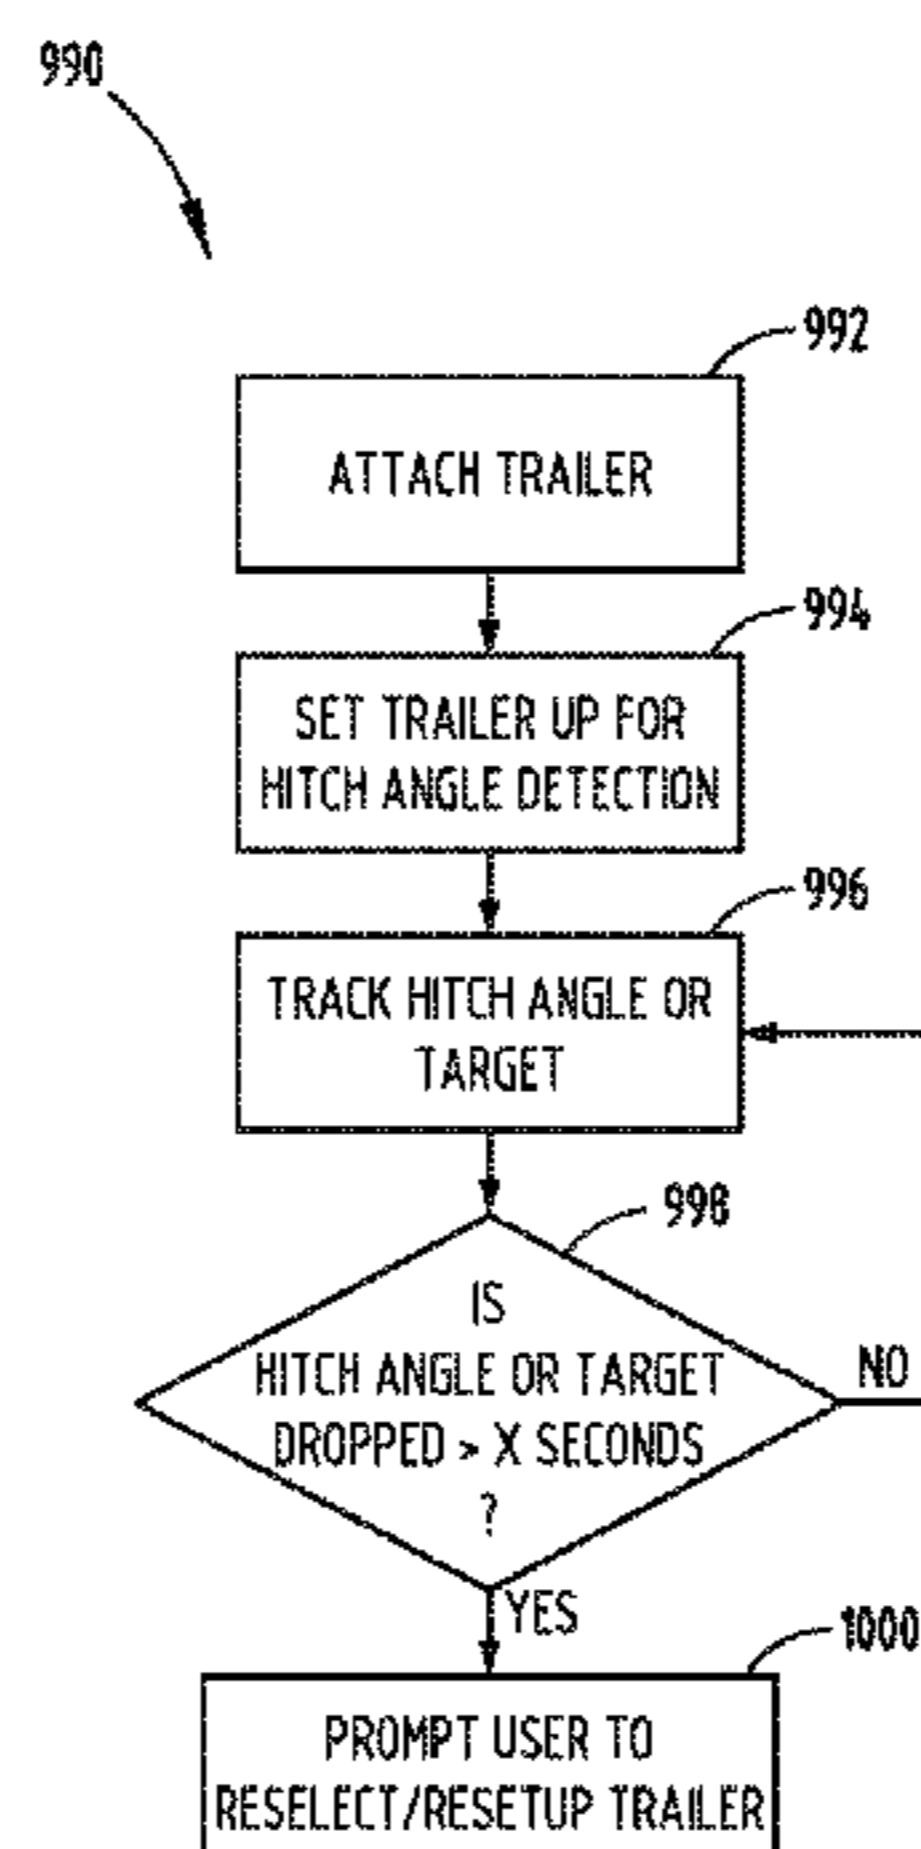 990
992
ATTACH TRAILER
994
SET TRAILER UP FOR
HITCH ANGLE DETECTION
996
TRACK HITCH ANGLE OR
TARGET
998
IS
HITCH ANGLE OR TARGET
DROPPED > X SECONDS
?
NO
YES
1000
PROMPT USER TO
RESELECT/RESETUP TRAILER